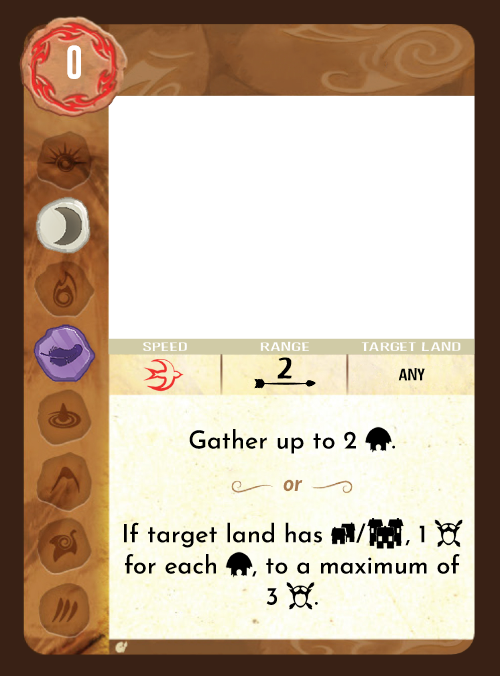 0
SPEED RANGE TARGET LAND
2 ANY
Gather up to 2 .
or
If target land has /, 1
for each , to a maximum of
3 .